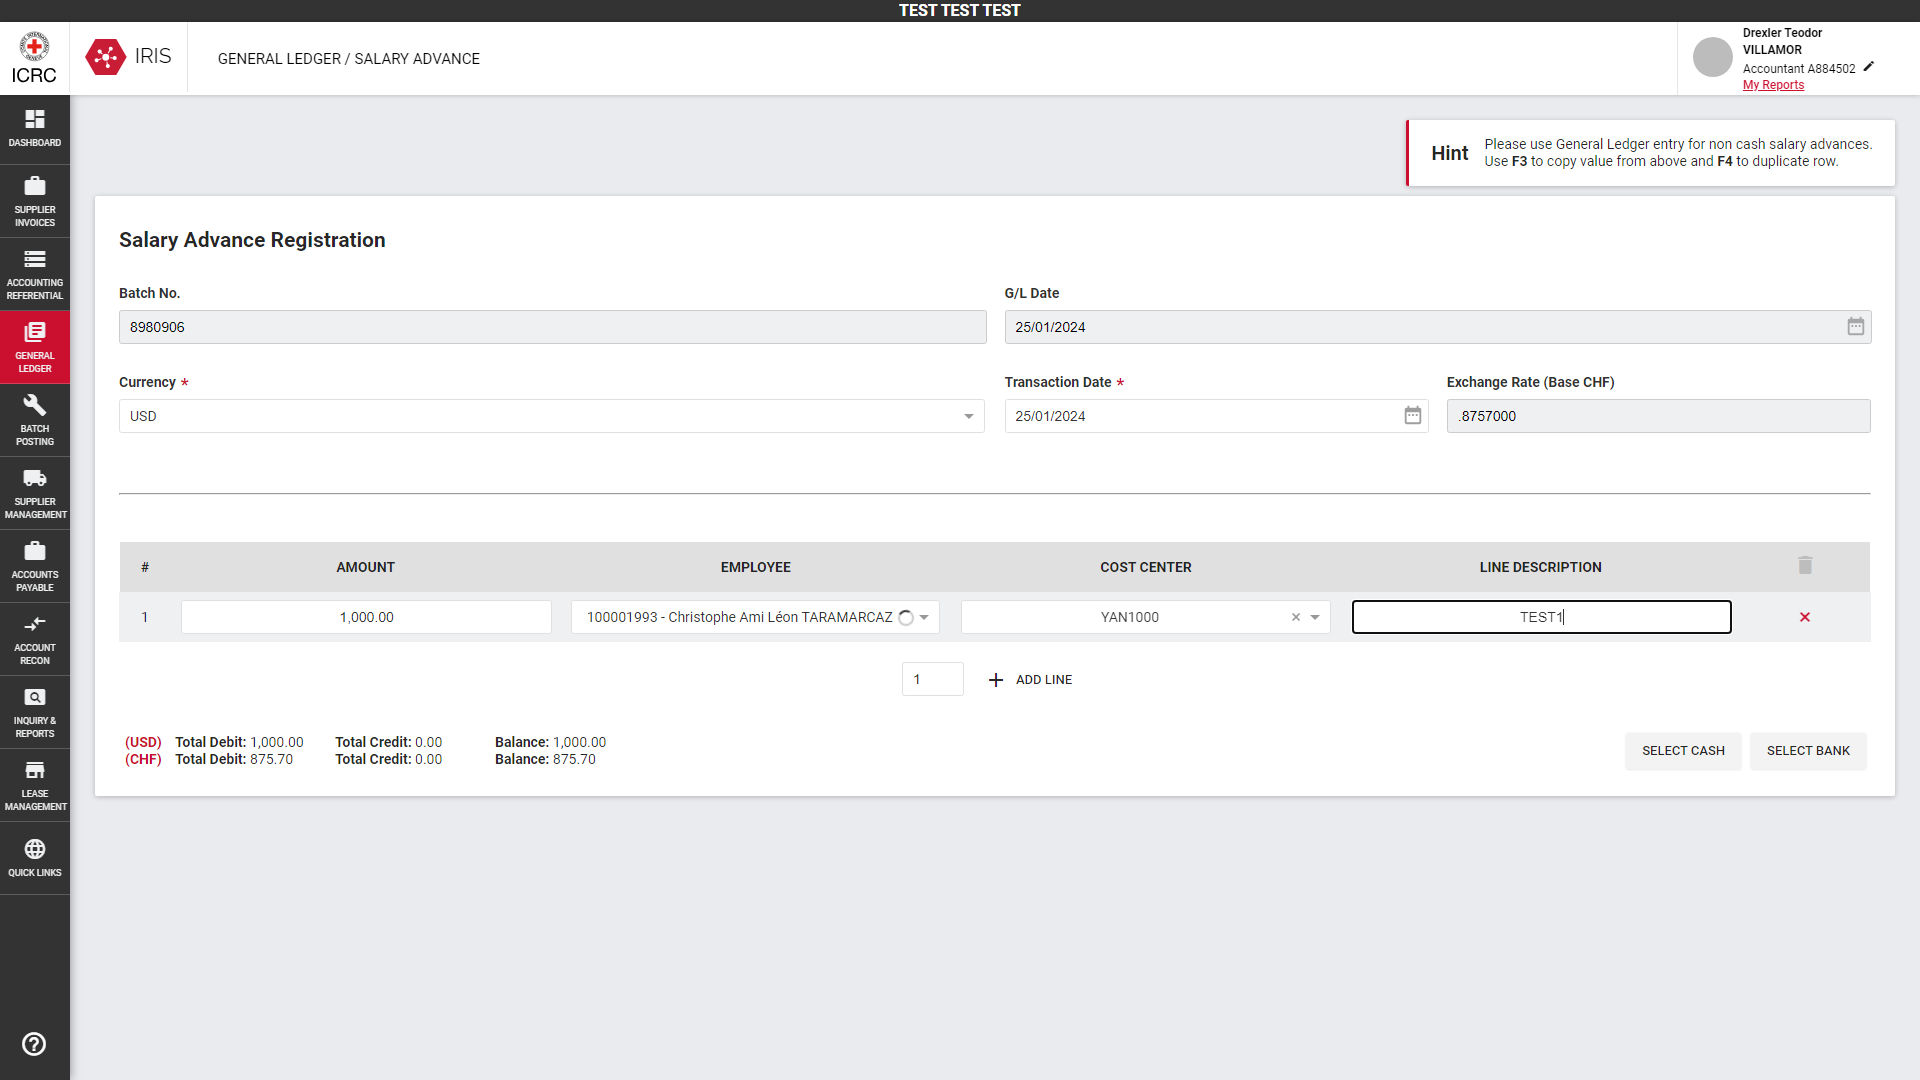 TEST TEST TEST
ICRC
IRIS
GENERAL LEDGER / SALARY ADVANCE
Drexler Teodor
VILLAMOR
Accountant A884502
My Reports
DASHBOARD
SUPPLIER
INVOICES
ACCOUNTING
REFERENTIAL
GENERAL
LEDGER
BATCH
POSTING
SUPPLIER
MANAGEMENT
ACCOUNTS
PAYABLE
ACCOUNT
RECON
INQUIRY &
REPORTS
LEASE
MANAGEMENT
QUICK LINKS
Hint
Please use General Ledger entry for non cash salary advances.
Use F3 to copy value from above and F4 to duplicate row.
Salary Advance Registration
Batch No.
8980906
G/L Date
25/01/2024
Currency *
USD
Transaction Date *
25/01/2024
Exchange Rate (Base CHF)
.8757000
# AMOUNT EMPLOYEE COST CENTER LINE DESCRIPTION
1 1,000.00 100001993 - Christophe Ami Léon TARAMARCAZ YAN1000 TEST1
1 ADD LINE
(USD) Total Debit: 1,000.00 Total Credit: 0.00 Balance: 1,000.00
(CHF) Total Debit: 875.70 Total Credit: 0.00 Balance: 875.70
SELECT CASH
SELECT BANK